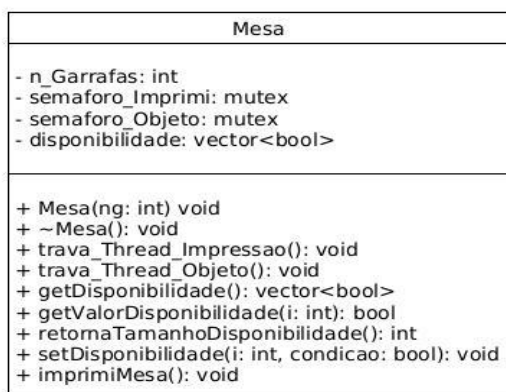 Mesa
- n_Garrafas: int
- semaforo_Imprimi: mutex
- semaforo_Objeto: mutex
- disponibilidade: vector<bool>
+ Mesa(ng: int) void
+ ~Mesa(): void
+ trava_Thread_Impressao(): void
+ trava_Thread_Objeto(): void
+ getDisponibilidade(): vector<bool>
+ getValorDisponibilidade(i: int): bool
+ retornaTamanhoDisponibilidade(): int
+ setDisponibilidade(i: int, condicao: bool): void
+ imprimiMesa(): void